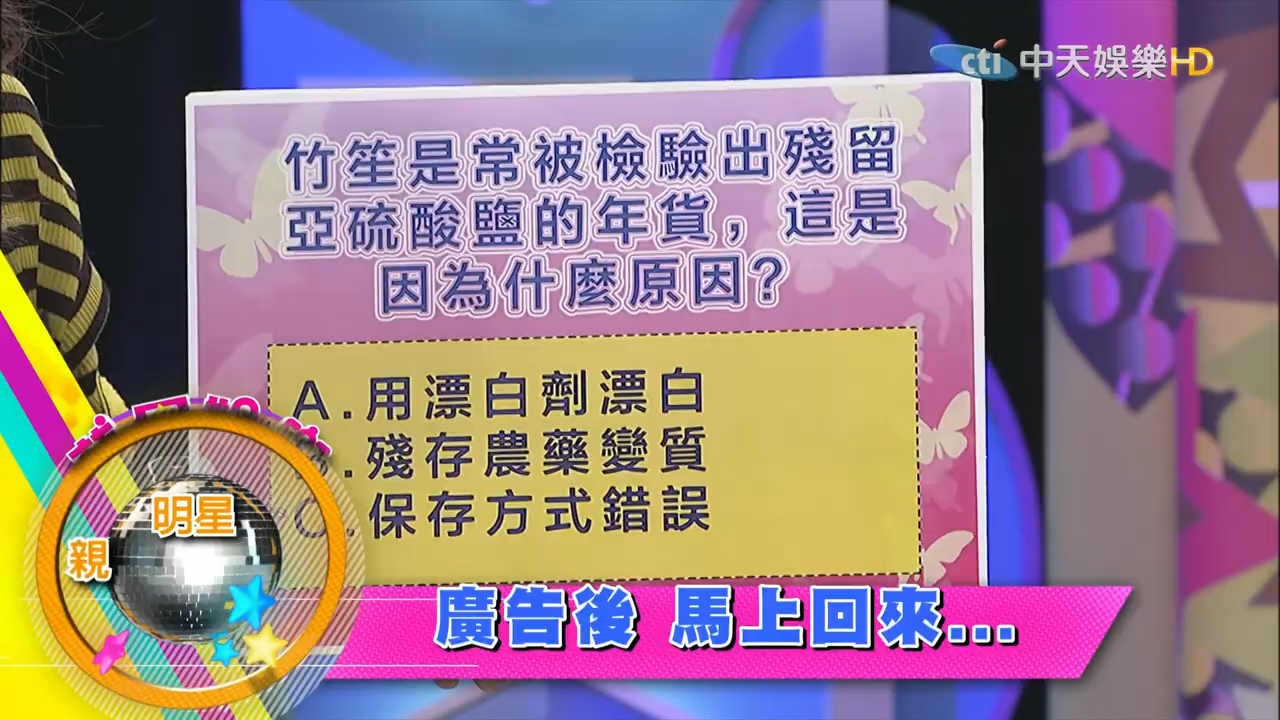 cti 中天娛樂HD
竹笙是常被檢驗出殘留
亞硫酸鹽的年貨，這是
因為什麼原因?
A.用漂白劑漂白
B.殘存農藥變質
C.保存方式錯誤
明星
親
廣告後 馬上回來...